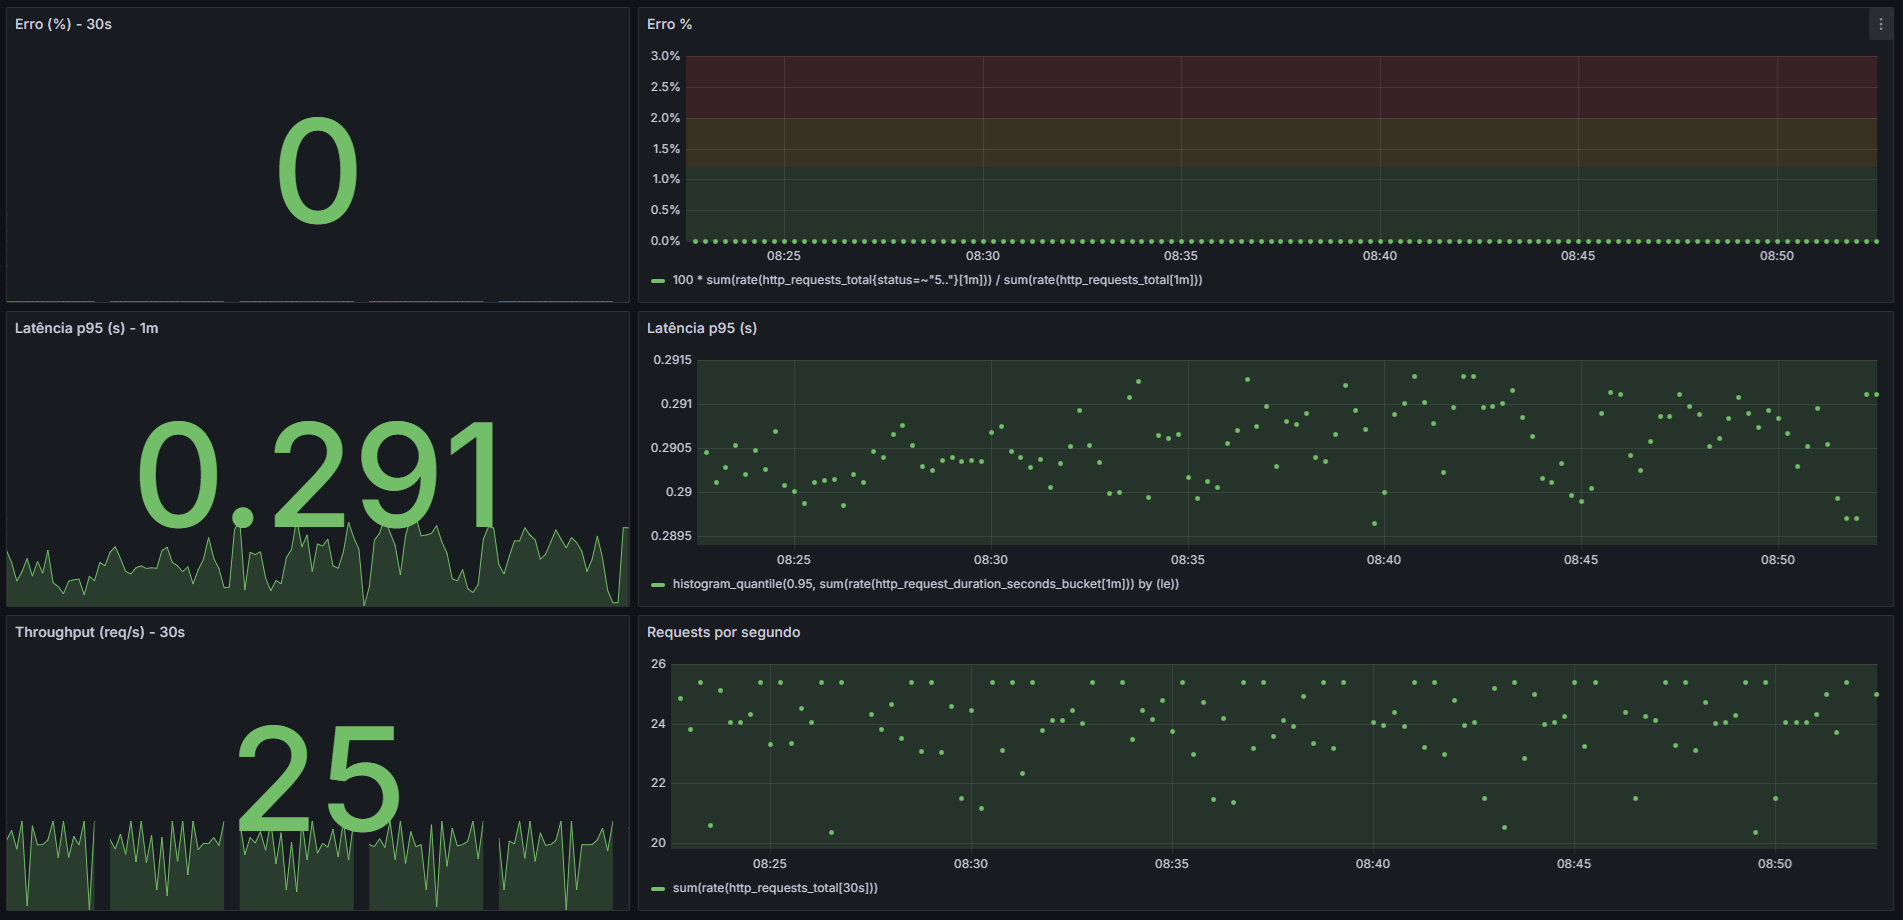 Erro (%) - 30s
0
Erro %
3.0%
2.5%
2.0%
1.5%
1.0%
0.5%
0.0%
08:25 08:30 08:35 08:40 08:45 08:50
100 * sum(rate(http_requests_total{status=~"5.."}[1m])) / sum(rate(http_requests_total[1m]))
Latência p95 (s) - 1m
0.291
Latência p95 (s)
0.2915
0.291
0.2905
0.29
0.2895
08:25 08:30 08:35 08:40 08:45 08:50
histogram_quantile(0.95, sum(rate(http_request_duration_seconds_bucket[1m])) by (le))
Throughput (req/s) - 30s
25
Requests por segundo
26
24
22
20
08:25 08:30 08:35 08:40 08:45 08:50
sum(rate(http_requests_total[30s]))